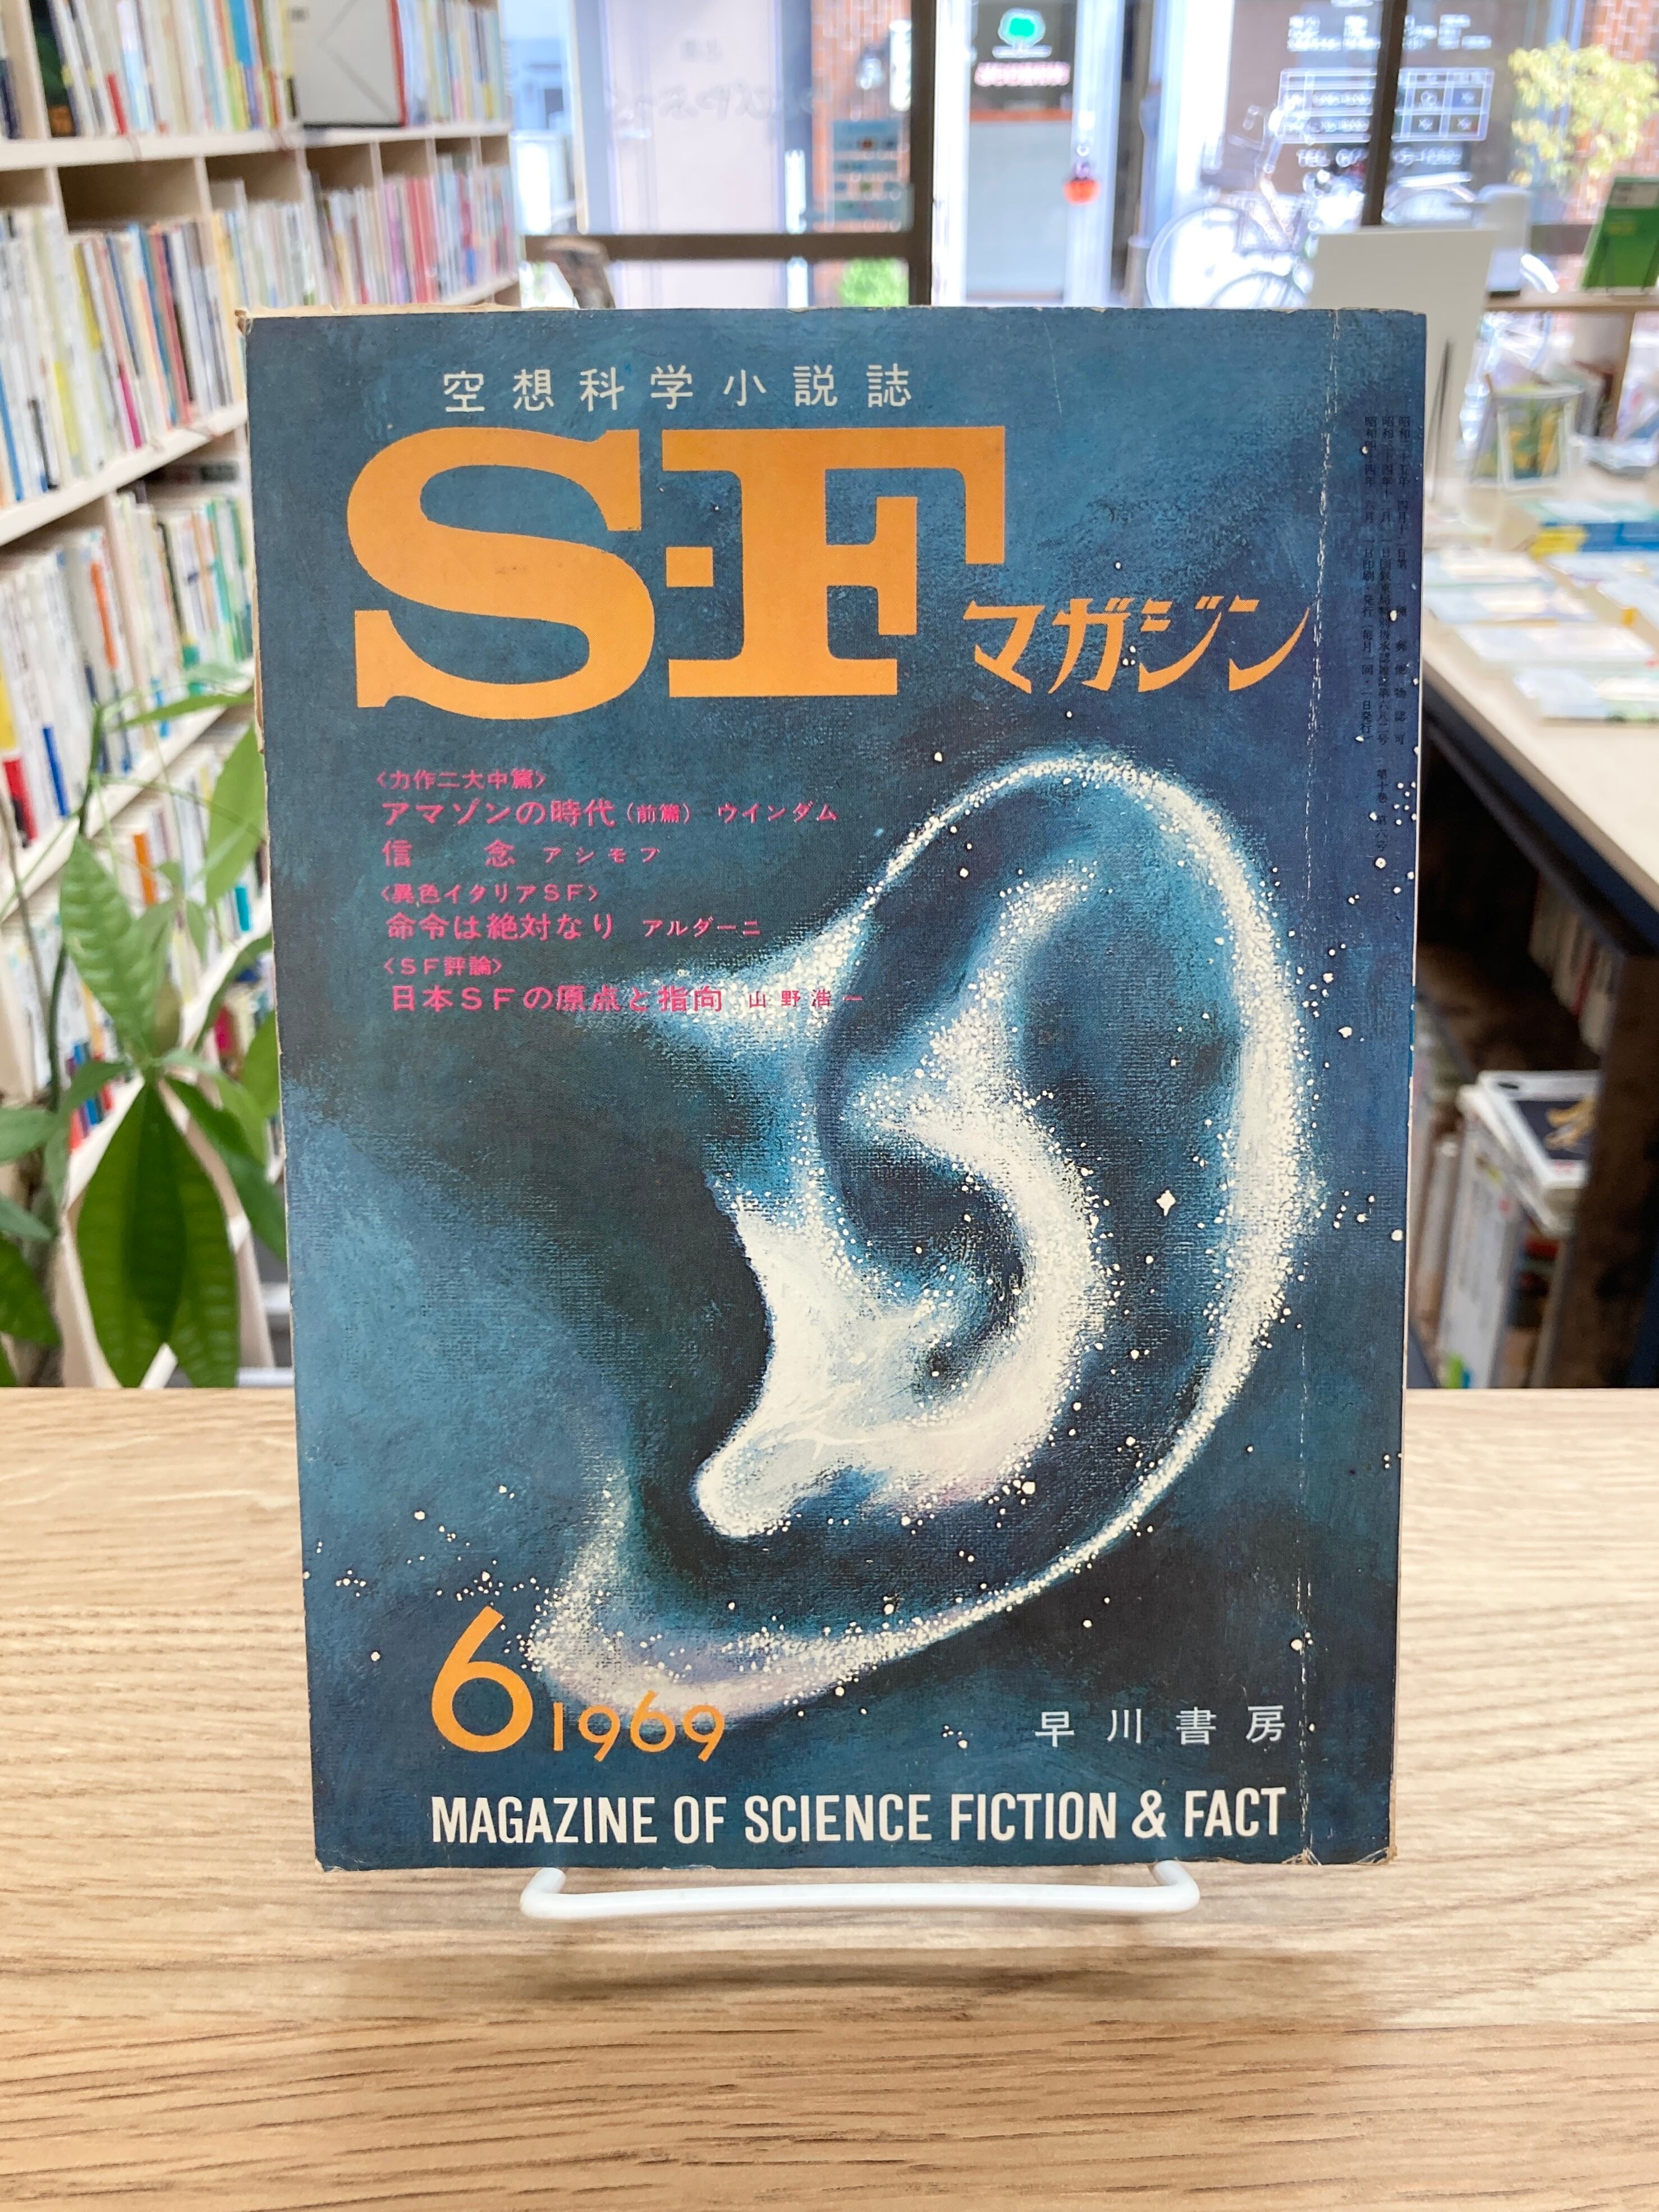 空想科学小説誌
S-Fマガジン
〈力作二大中篇〉
アマゾンの時代(前篇) ウインダム
信 念 アシモフ
〈異色イタリアSF〉
命令は絶対なり アルダーニ
〈SF評論〉
日本SFの原点と指向 山野浩一
6 1969
早川書房
MAGAZINE OF SCIENCE FICTION & FACT